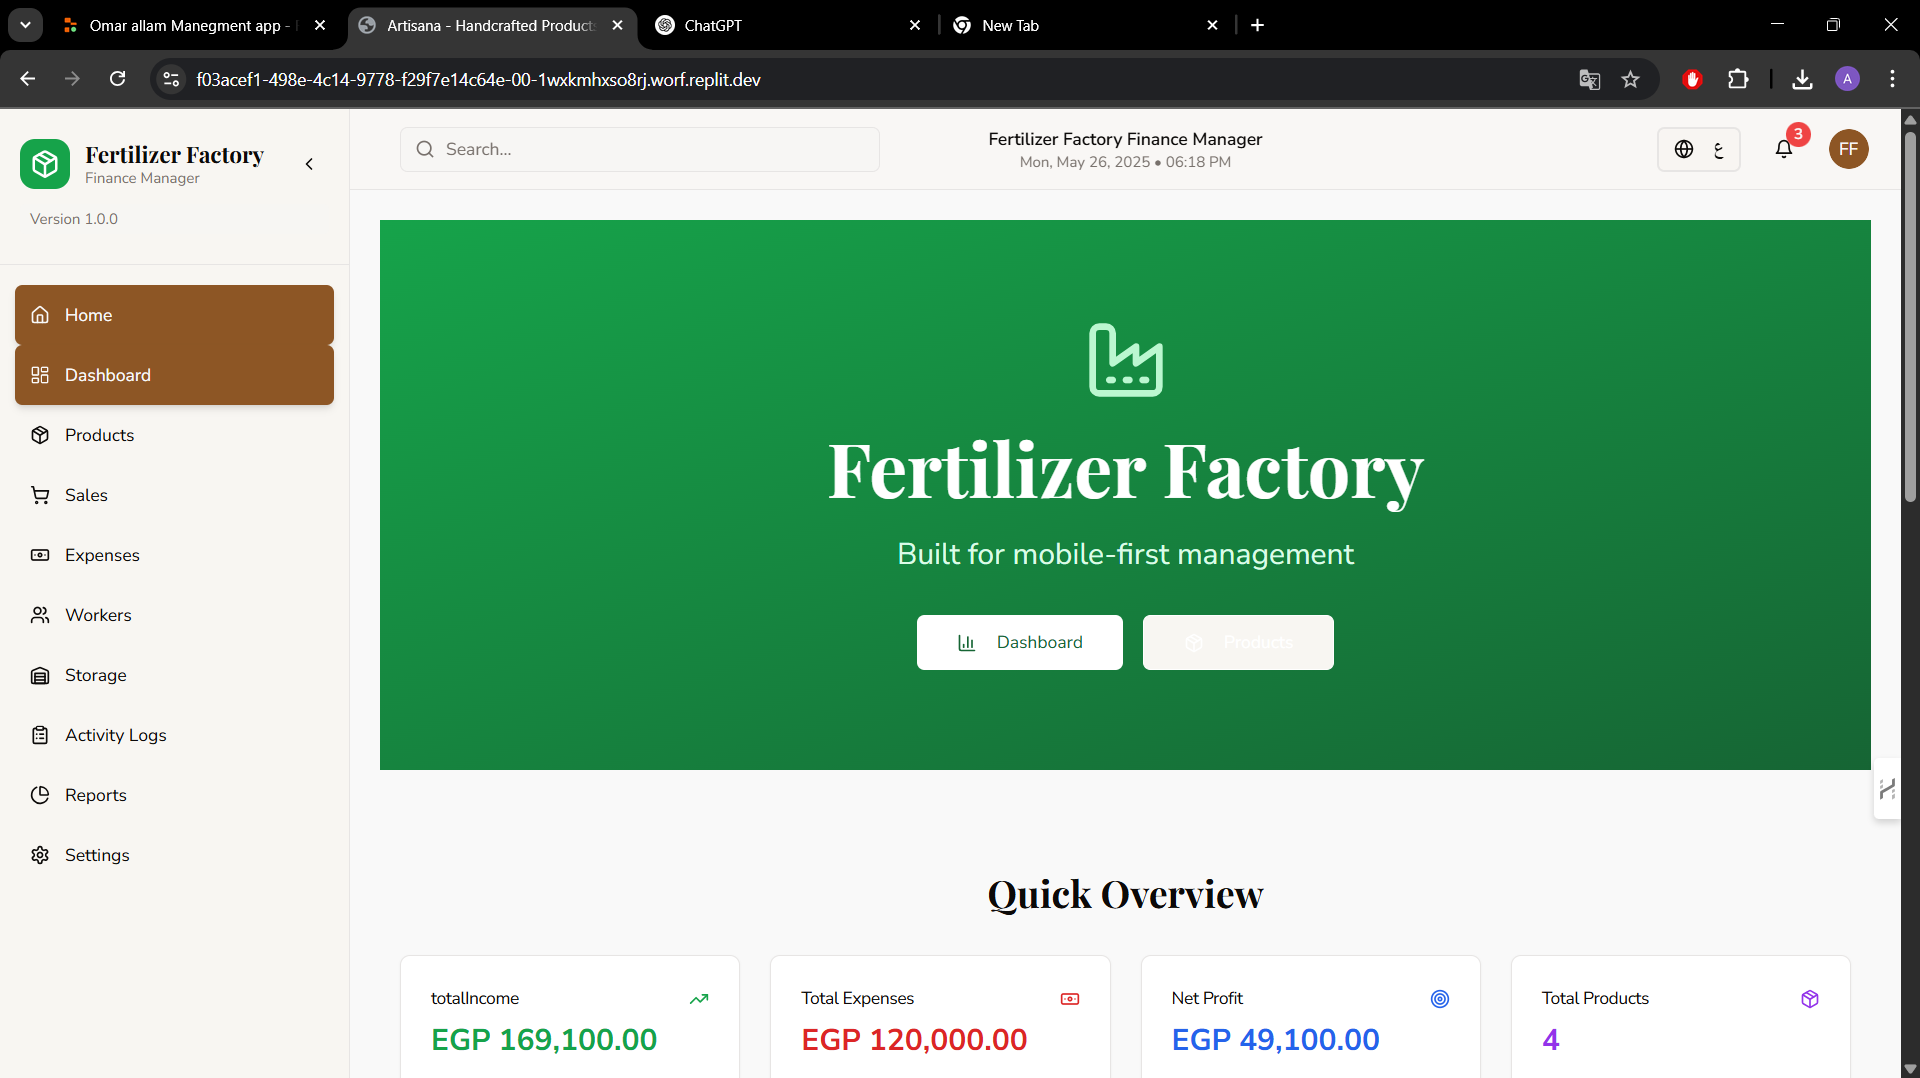 Omar allam Manegment app -
Artisana - Handcrafted Products
ChatGPT
New Tab
f03acef1-498e-4c14-9778-f29f7e14c64e-00-1wxkmhxso8rj.worf.replit.dev
A
Fertilizer Factory
Finance Manager
Version 1.0.0
Search...
Fertilizer Factory Finance Manager
Mon, May 26, 2025 • 06:18 PM
ع
3
FF
Home
Dashboard
Products
Sales
Expenses
Workers
Storage
Activity Logs
Reports
Settings
Fertilizer Factory
Built for mobile-first management
Dashboard
Products
Quick Overview
totalIncome
EGP 169,100.00
Total Expenses
EGP 120,000.00
Net Profit
EGP 49,100.00
Total Products
4